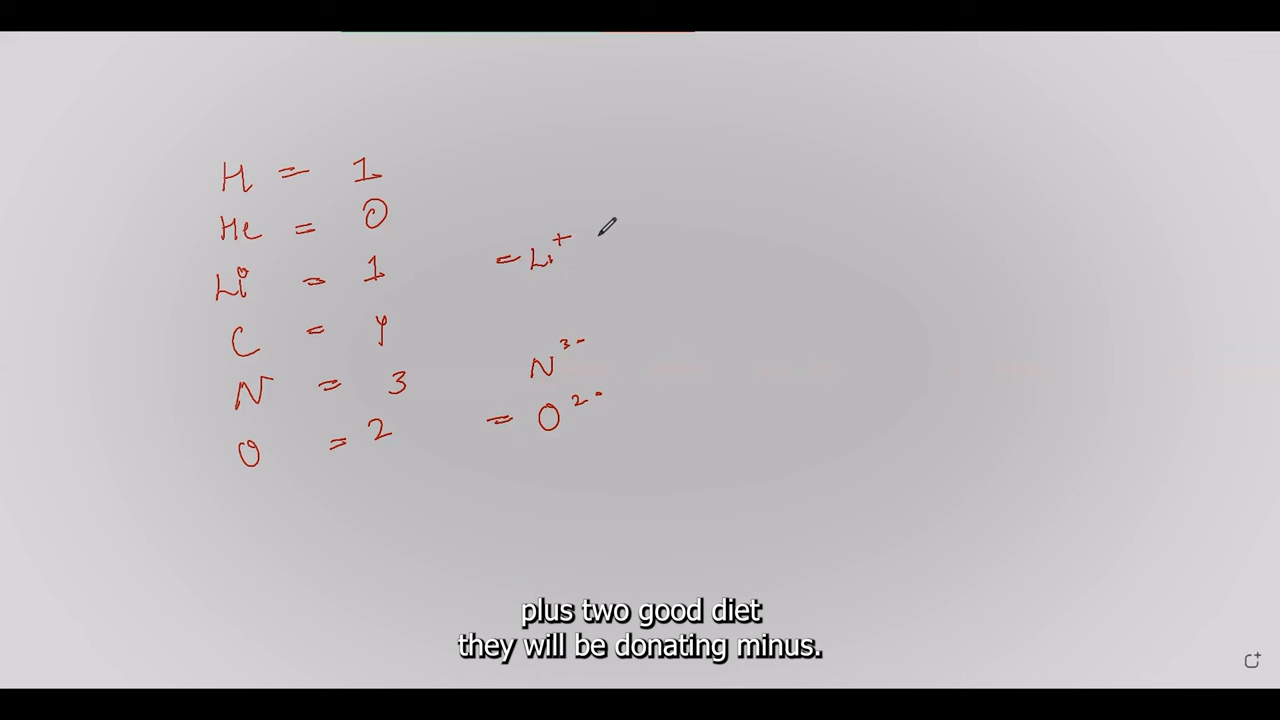 H = 1
He = 0
Li = 1 = Li+
C = 4
N = 3 N3-
O = 2 = O2-
plus two good diet
they will be donating minus.